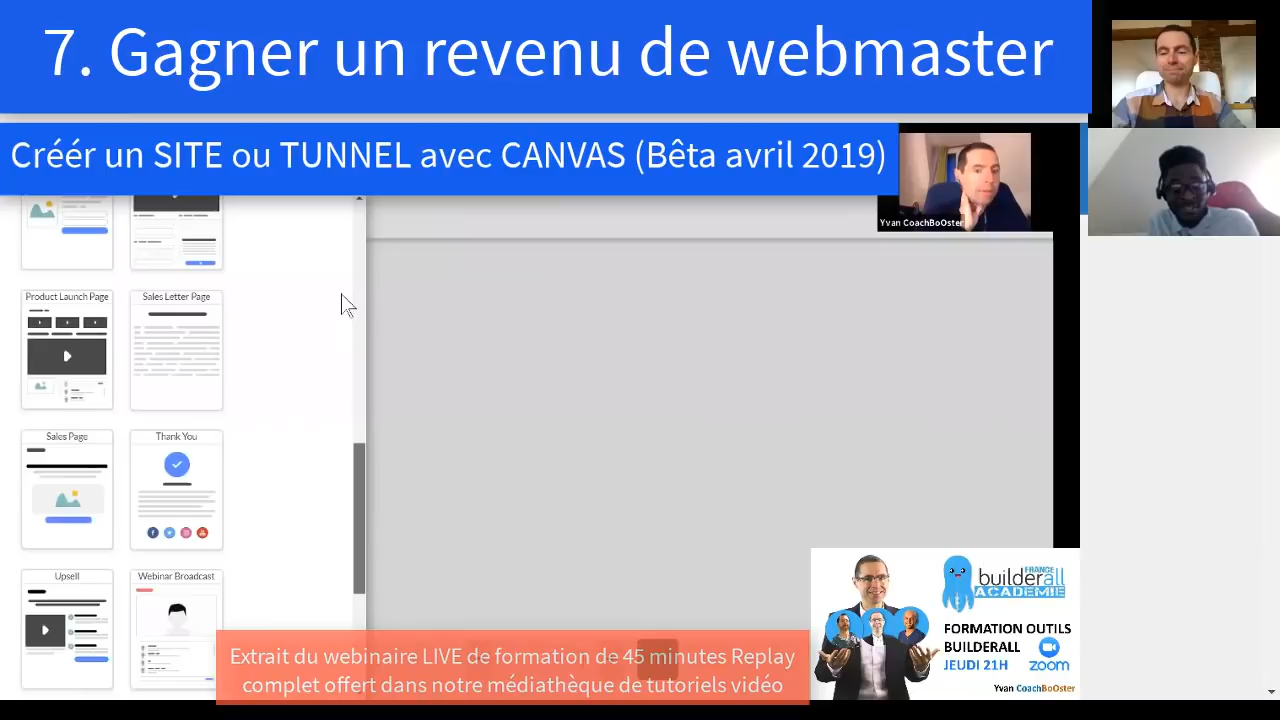 7. Gagner un revenu de webmaster
Créér un SITE ou TUNNEL avec CANVAS (Bêta avril 2019)
Yvan CoachBoOster
Product Launch Page
Sales Letter Page
Sales Page
Thank You
Upsell
Webinar Broadcast
Extrait du webinaire LIVE de formation de 45 minutes Replay
complet offert dans notre médiathèque de tutoriels vidéo
FRANCE
builderall
ACADEMIE
FORMATION OUTILS
BUILDERALL
JEUDI 21H
zoom
Yvan CoachBoOster